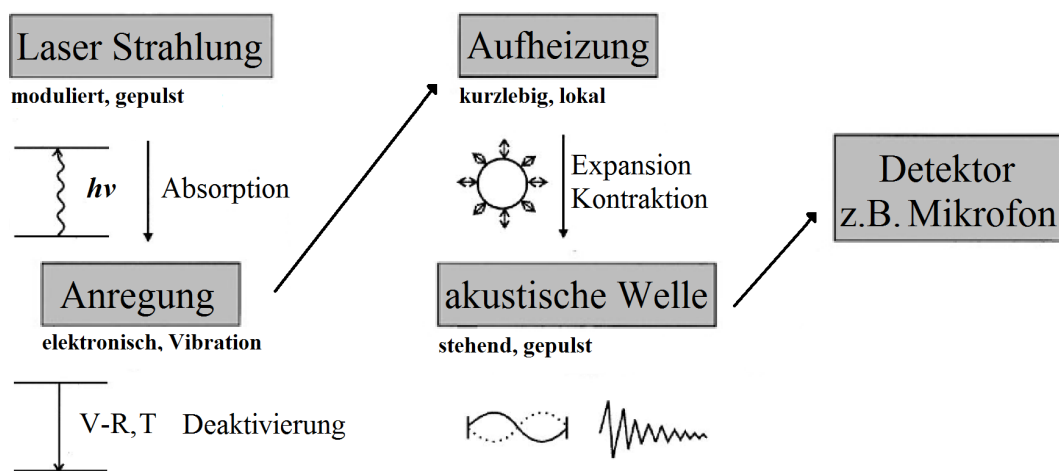 Laser Strahlung
moduliert, gepulst
hν
Absorption
Anregung
elektronisch, Vibration
V-R,T Deaktivierung
Aufheizung
kurzlebig, lokal
Expansion
Kontraktion
akustische Welle
stehend, gepulst
Detektor
z.B. Mikrofon